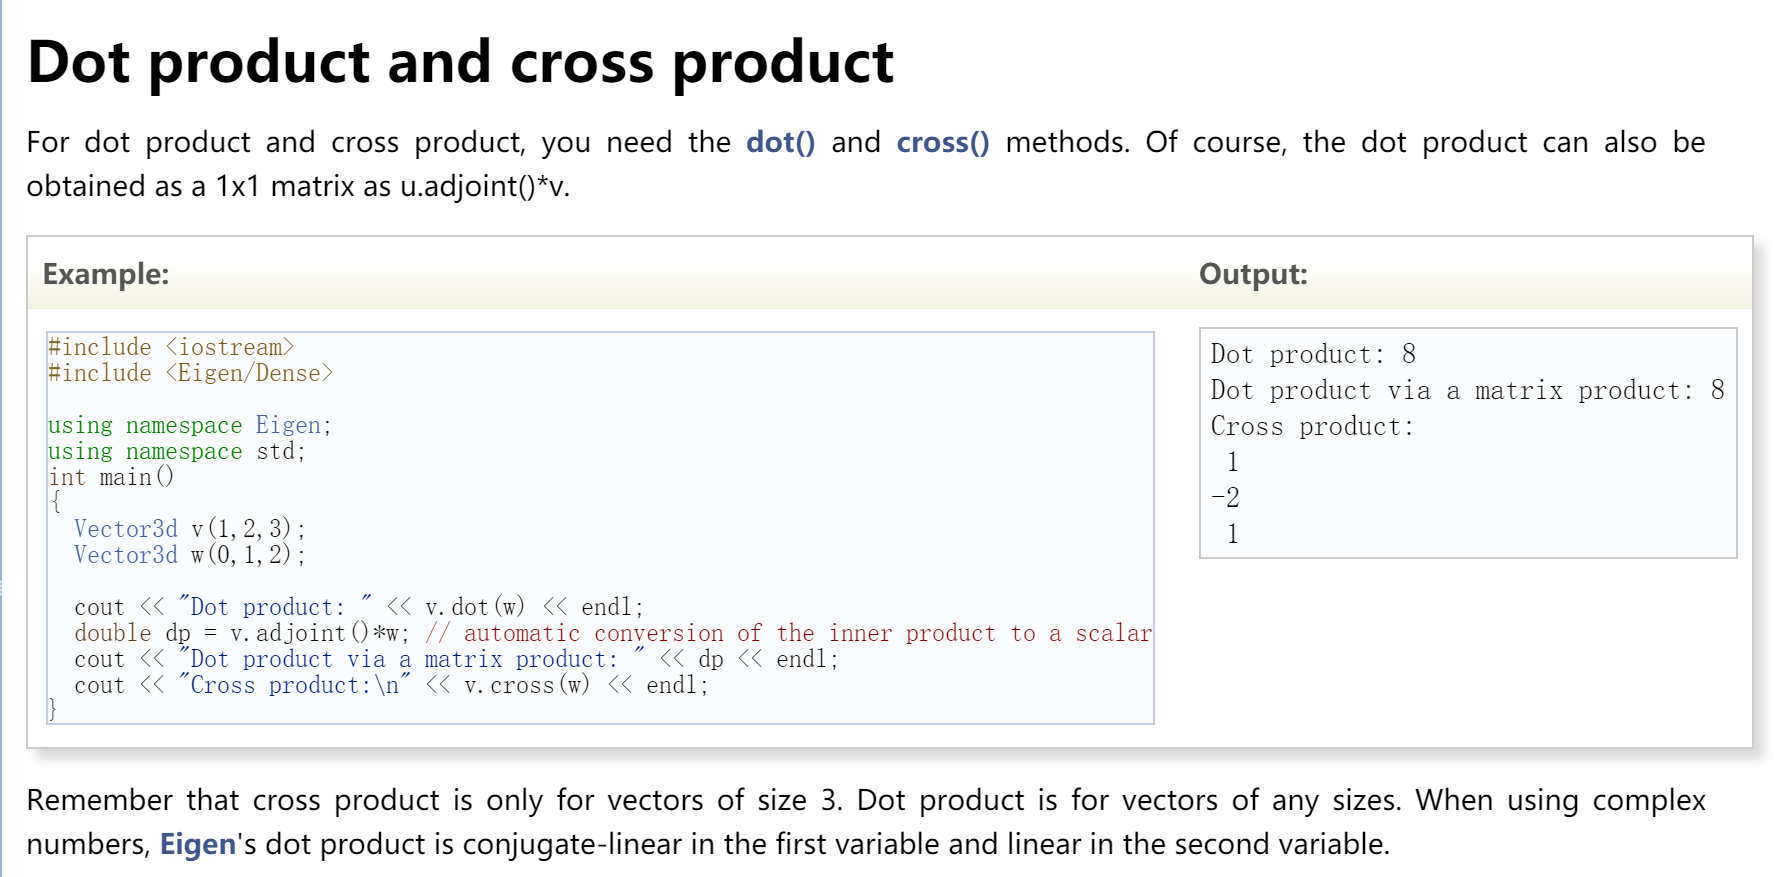 Dot product and cross product
For dot product and cross product, you need the dot() and cross() methods. Of course, the dot product can also be
obtained as a 1x1 matrix as u.adjoint()*v.
Example:
#include <iostream>
#include <Eigen/Dense>
using namespace Eigen;
using namespace std;
int main()
{
  Vector3d v(1,2,3);
  Vector3d w(0,1,2);
  cout << "Dot product: " << v.dot(w) << endl;
  double dp = v.adjoint()*w; // automatic conversion of the inner product to a scalar
  cout << "Dot product via a matrix product: " << dp << endl;
  cout << "Cross product:\n" << v.cross(w) << endl;
}
Output:
Dot product: 8
Dot product via a matrix product: 8
Cross product:
 1
-2
 1
Remember that cross product is only for vectors of size 3. Dot product is for vectors of any sizes. When using complex
numbers, Eigen's dot product is conjugate-linear in the first variable and linear in the second variable.